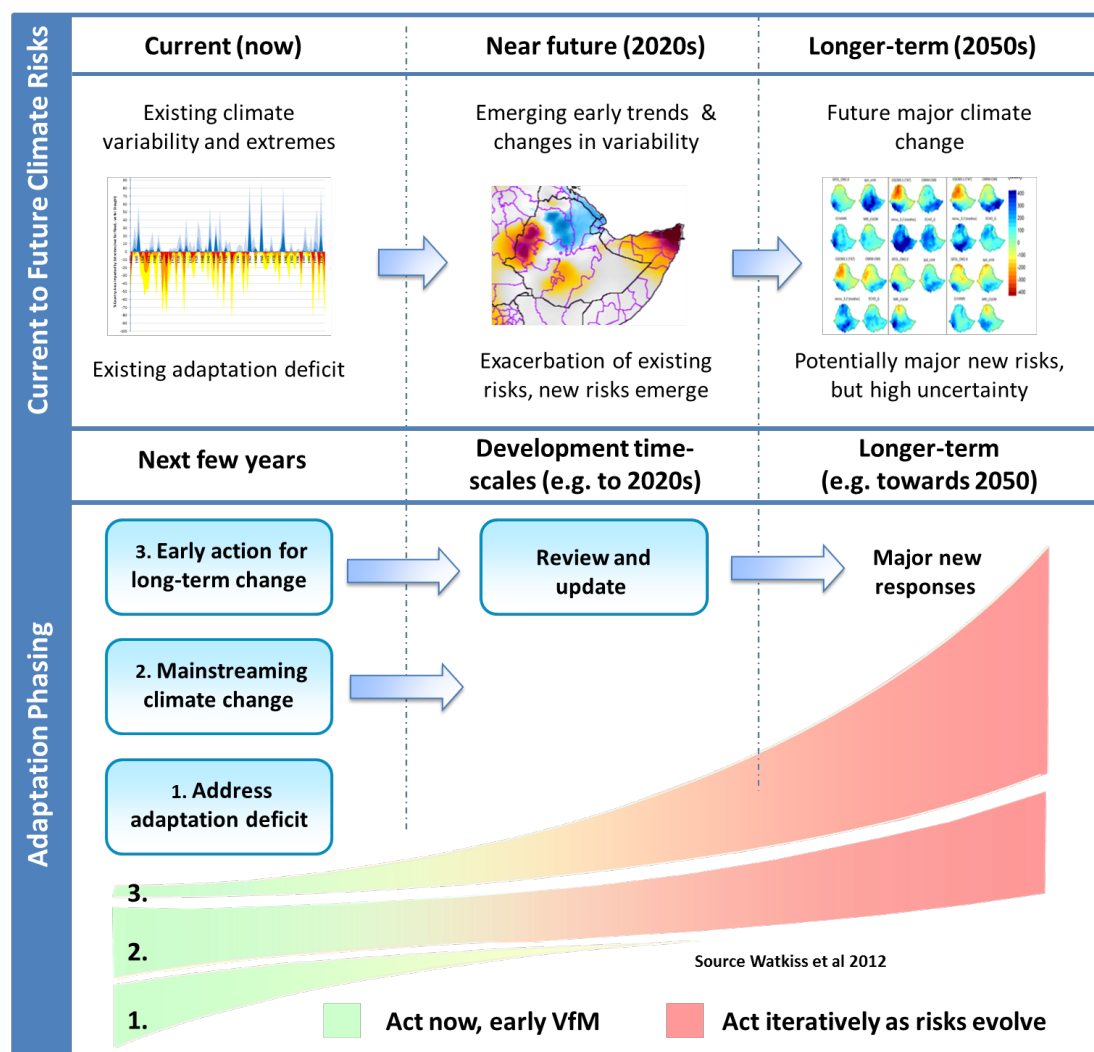 Current to Future Climate Risks
Current (now)
Near future (2020s)
Longer-term (2050s)
Existing climate
variability and extremes
Emerging early trends &
changes in variability
Future major climate
change
Existing adaptation deficit
Exacerbation of existing
risks, new risks emerge
Potentially major new risks,
but high uncertainty
Adaptation Phasing
Next few years
Development time-
scales (e.g. to 2020s)
Longer-term
(e.g. towards 2050)
3. Early action for
long-term change
Review and
update
Major new
responses
2. Mainstreaming
climate change
1. Address
adaptation deficit
3.
2.
1.
Source Watkiss et al 2012
Act now, early VfM
Act iteratively as risks evolve